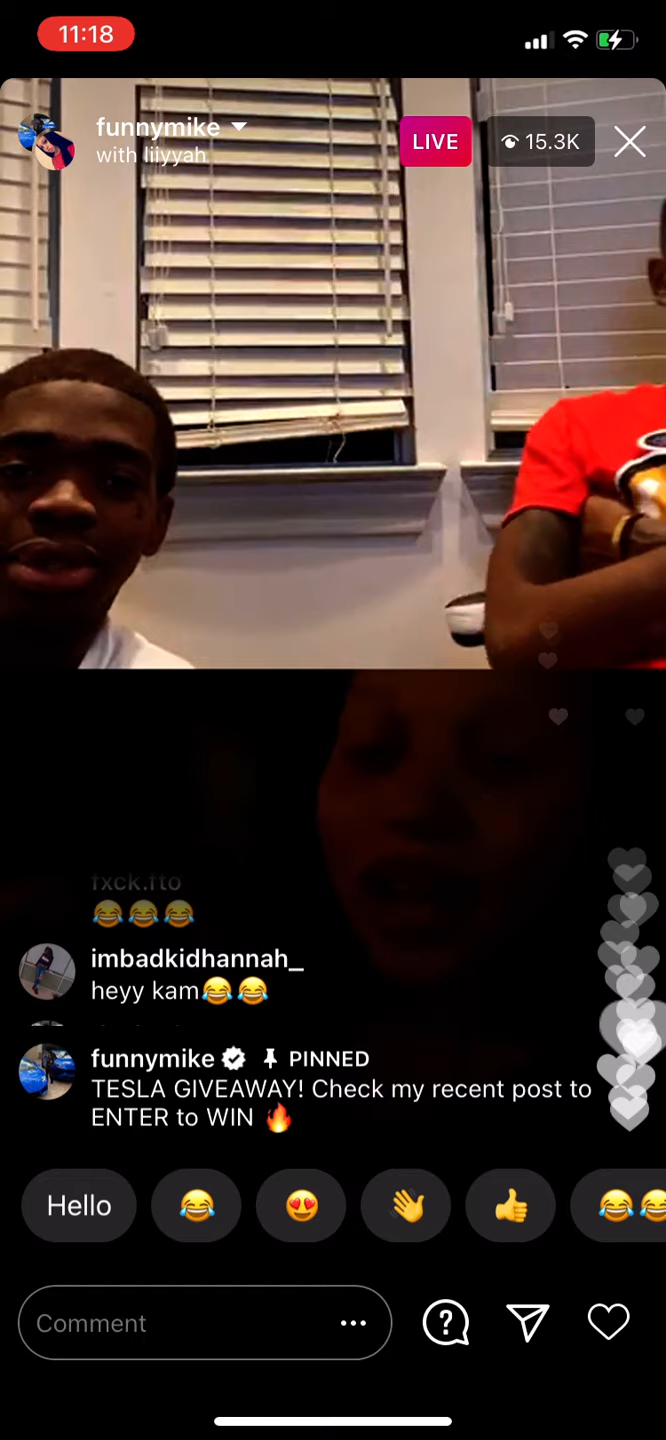 11:18
funnymike
with liiyyah
LIVE
15.3K
fxck.fto
😂😂😂
imbadkidhannah_
heyy kam😂😂
funnymike PINNED
TESLA GIVEAWAY! Check my recent post to
ENTER to WIN 🔥
Hello 😂 😍 👋 👍 😂😂
Comment